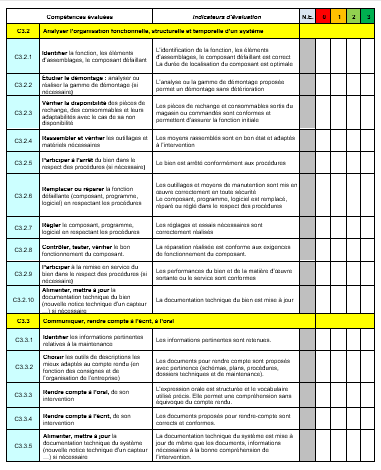 Compétences évaluées Indicateurs d'évaluation N.E. 0 1 2 3
C3.2 Analyser l'organisation fonctionnelle, structurelle et temporelle d'un système
C3.2.1 Identifier la fonction, les éléments d'assemblages, le composant défaillant
L'identification de la fonction, les éléments d'assemblages, le composant défaillant est correct
La durée de localisation du composant est optimale
C3.2.2 Etudier le démontage : analyser ou réaliser la gamme de démontage (si nécessaire)
L'analyse ou la gamme de démontage proposée permet un démontage sans détérioration
C3.2.3 Vérifier la disponibilité des pièces de rechange, des consommables et leurs adaptabilités avec le cas de sa non disponibilité
Les pièces de rechange et consommables sortis du magasin ou commandés sont conformes et permettent d'assurer la fonction initiale
C3.2.4 Rassembler et vérifier les outillages et matériels nécessaires
Les moyens rassemblés sont en bon état et adaptés à l'intervention
C3.2.5 Participer à l'arrêt du bien dans le respect des procédures (si nécessaire)
Le bien est arrêté conformément aux procédures
C3.2.6 Remplacer ou réparer la fonction défaillante (composant, programme, logiciel) en respectant les procédures
Les outillages et moyens de manutention sont mis en œuvre correctement en toute sécurité
Le composant, programme, logiciel est remplacé, réparé ou réglé dans le respect des procédures
C3.2.7 Régler le composant, programme, logiciel en respectant les procédures
Les réglages et essais nécessaires sont correctement réalisés
C3.2.8 Contrôler, tester, vérifier le bon fonctionnement du composant.
La réparation réalisée est conforme aux exigences de fonctionnement du composant.
C3.2.9 Participer à la remise en service du bien dans le respect des procédures (si nécessaire)
Les performances du bien et de la matière d'œuvre sortante ou le service sont conformes
C3.2.10 Alimenter, mettre à jour la documentation technique du bien (nouvelle notice technique d'un capteur ...) si nécessaire
La documentation technique du bien est mise à jour
C3.3 Communiquer, rendre compte à l'écrit, à l'oral
C3.3.1 Identifier les informations pertinentes relatives à la maintenance
Les informations pertinentes sont retenues.
C3.3.2 Choisir les outils de descriptions les mieux adaptés au compte rendu (en fonction des consignes et de l'organisation de l'entreprise)
Les documents pour rendre compte sont proposés avec pertinence (schémas, plans, procédures, dossiers techniques et de maintenance).
C3.3.3 Rendre compte à l'oral, de son intervention
L'expression orale est structurée et le vocabulaire utilisé précis. Elle permet une compréhension sans équivoque du compte rendu.
C3.3.4 Rendre compte à l'écrit, de son intervention
Les documents proposés pour rendre-compte sont corrects et conformes.
C3.3.5 Alimenter, mettre à jour la documentation technique du système (nouvelle notice technique d'un capteur ...) si nécessaire
La documentation technique du système est mise à jour de même que les documents, informations nécessaires à la bonne compréhension de l'intervention.